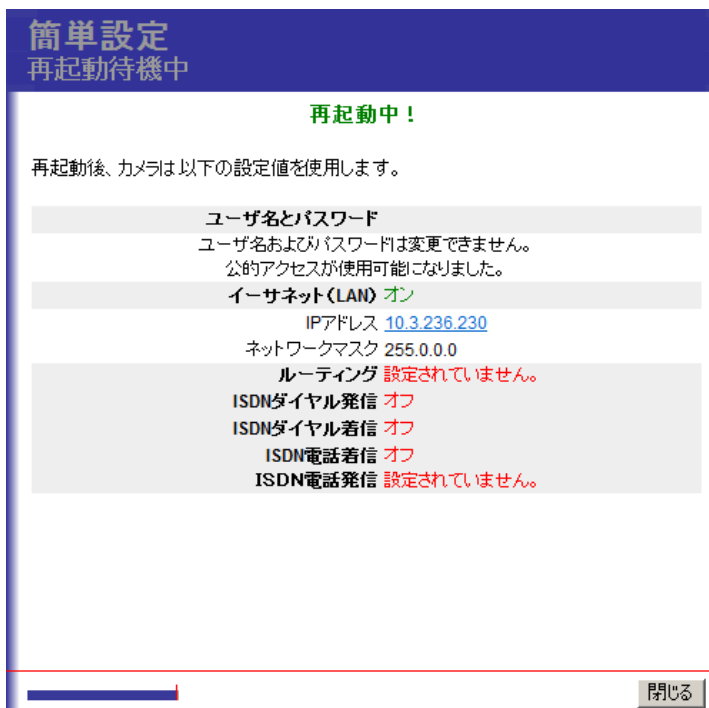 簡単設定
再起動待機中
再起動中！
再起動後、カメラは以下の設定値を使用します。
ユーザ名とパスワード
ユーザ名およびパスワードは変更できません。
公的アクセスが使用可能になりました。
イーサネット(LAN) オン
IPアドレス 10.3.236.230
ネットワークマスク 255.0.0.0
ルーティング 設定されていません。
ISDNダイヤル発信 オフ
ISDNダイヤル着信 オフ
ISDN電話着信 オフ
ISDN電話発信 設定されていません。
閉じる